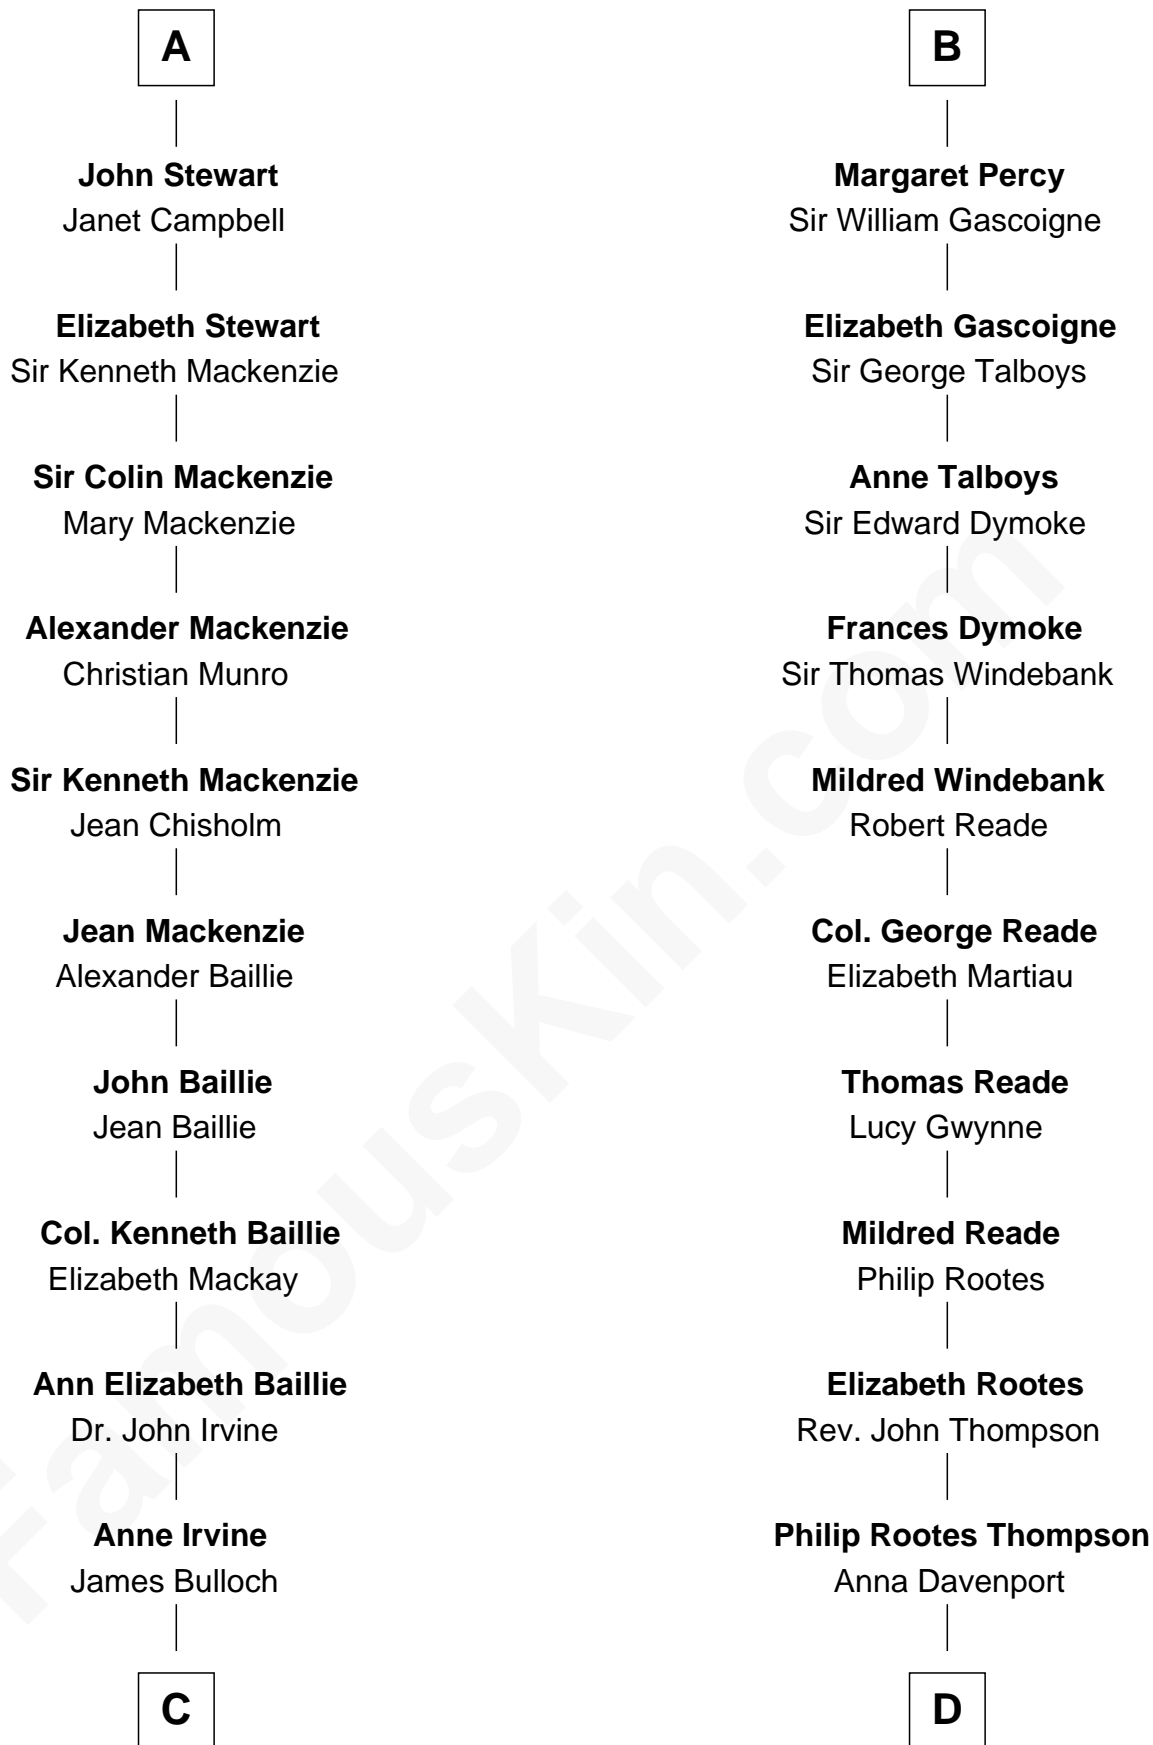 A
John Stewart
Janet Campbell
Elizabeth Stewart
Sir Kenneth Mackenzie
Sir Colin Mackenzie
Mary Mackenzie
Alexander Mackenzie
Christian Munro
Sir Kenneth Mackenzie
Jean Chisholm
Jean Mackenzie
Alexander Baillie
John Baillie
Jean Baillie
Col. Kenneth Baillie
Elizabeth Mackay
Ann Elizabeth Baillie
Dr. John Irvine
Anne Irvine
James Bulloch
C
B
Margaret Percy
Sir William Gascoigne
Elizabeth Gascoigne
Sir George Talboys
Anne Talboys
Sir Edward Dymoke
Frances Dymoke
Sir Thomas Windebank
Mildred Windebank
Robert Reade
Col. George Reade
Elizabeth Martiau
Thomas Reade
Lucy Gwynne
Mildred Reade
Philip Rootes
Elizabeth Rootes
Rev. John Thompson
Philip Rootes Thompson
Anna Davenport
D
FamousKin.com